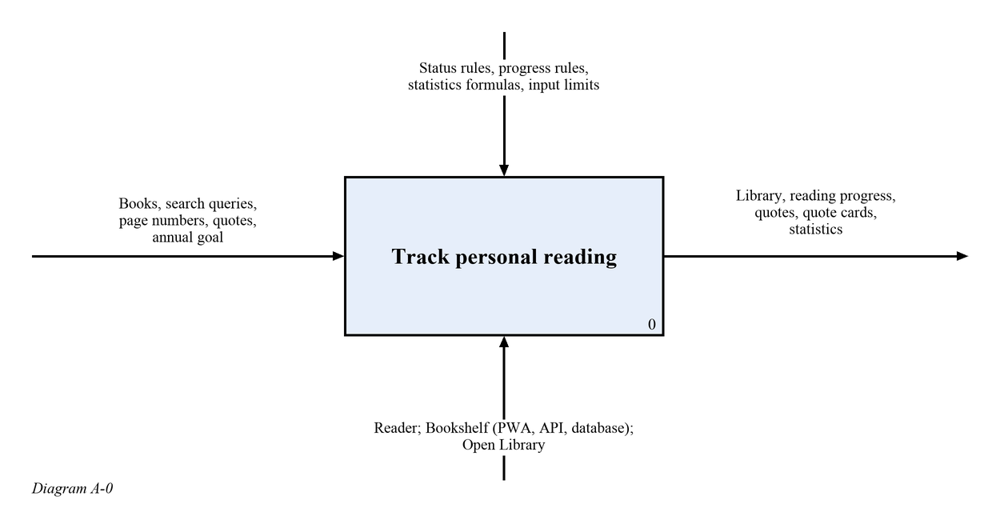 Status rules, progress rules,
statistics formulas, input limits
Books, search queries,
page numbers, quotes,
annual goal
Track personal reading
0
Library, reading progress,
quotes, quote cards,
statistics
Reader; Bookshelf (PWA, API, database);
Open Library
Diagram A-0